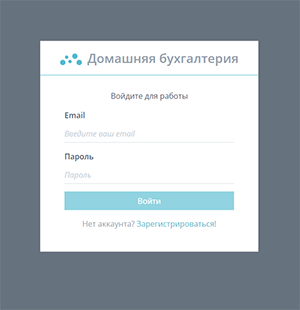 Домашняя бухгалтерия
Войдите для работы
Email
Введите ваш email
Пароль
Пароль
Войти
Нет аккаунта? Зарегистрироваться!